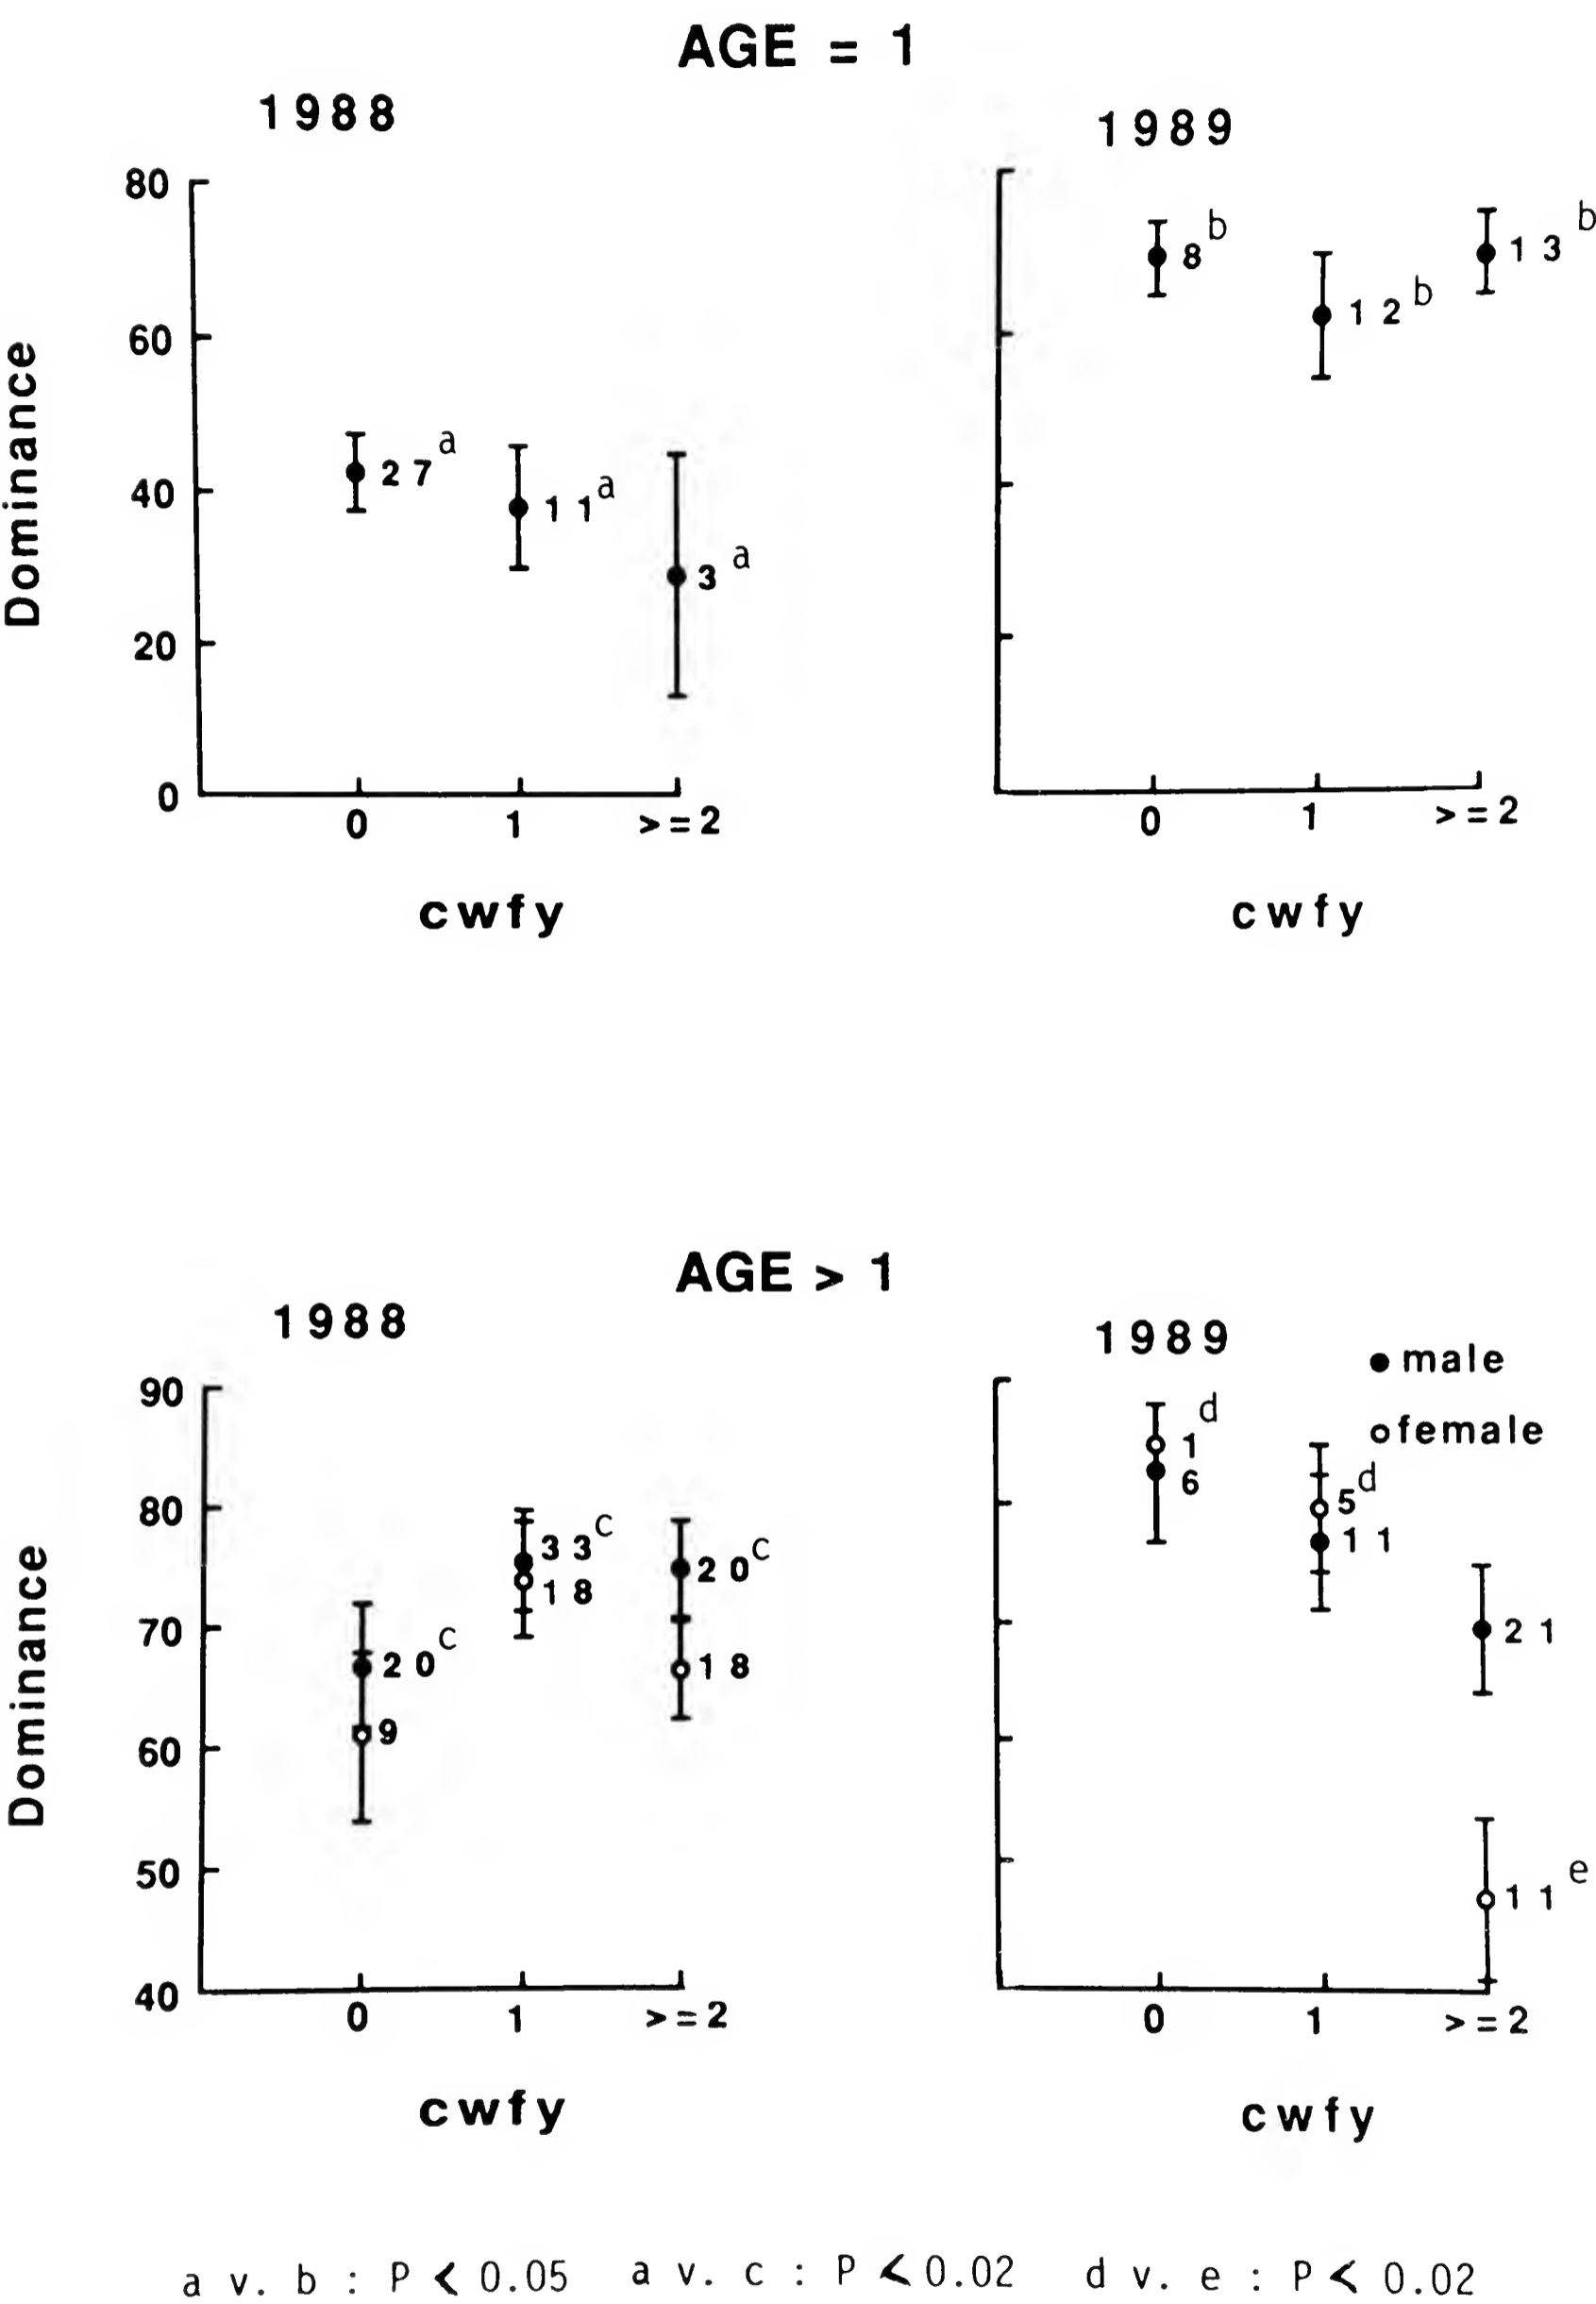 AGE = 1
1988
1989
80
60
40
20
0
Dominance
27a
11a
3a
8b
12b
13b
0 1 >=2
0 1 >=2
cwfy
cwfy
AGE > 1
1988
1989
male
female
90
80
70
60
50
40
Dominance
20c
9
33c
18
20c
18
1d
6
5d
11
21
11e
0 1 >=2
0 1 >=2
cwfy
cwfy
a v. b : P < 0.05 a v. c : P < 0.02 d v. e : P < 0.02